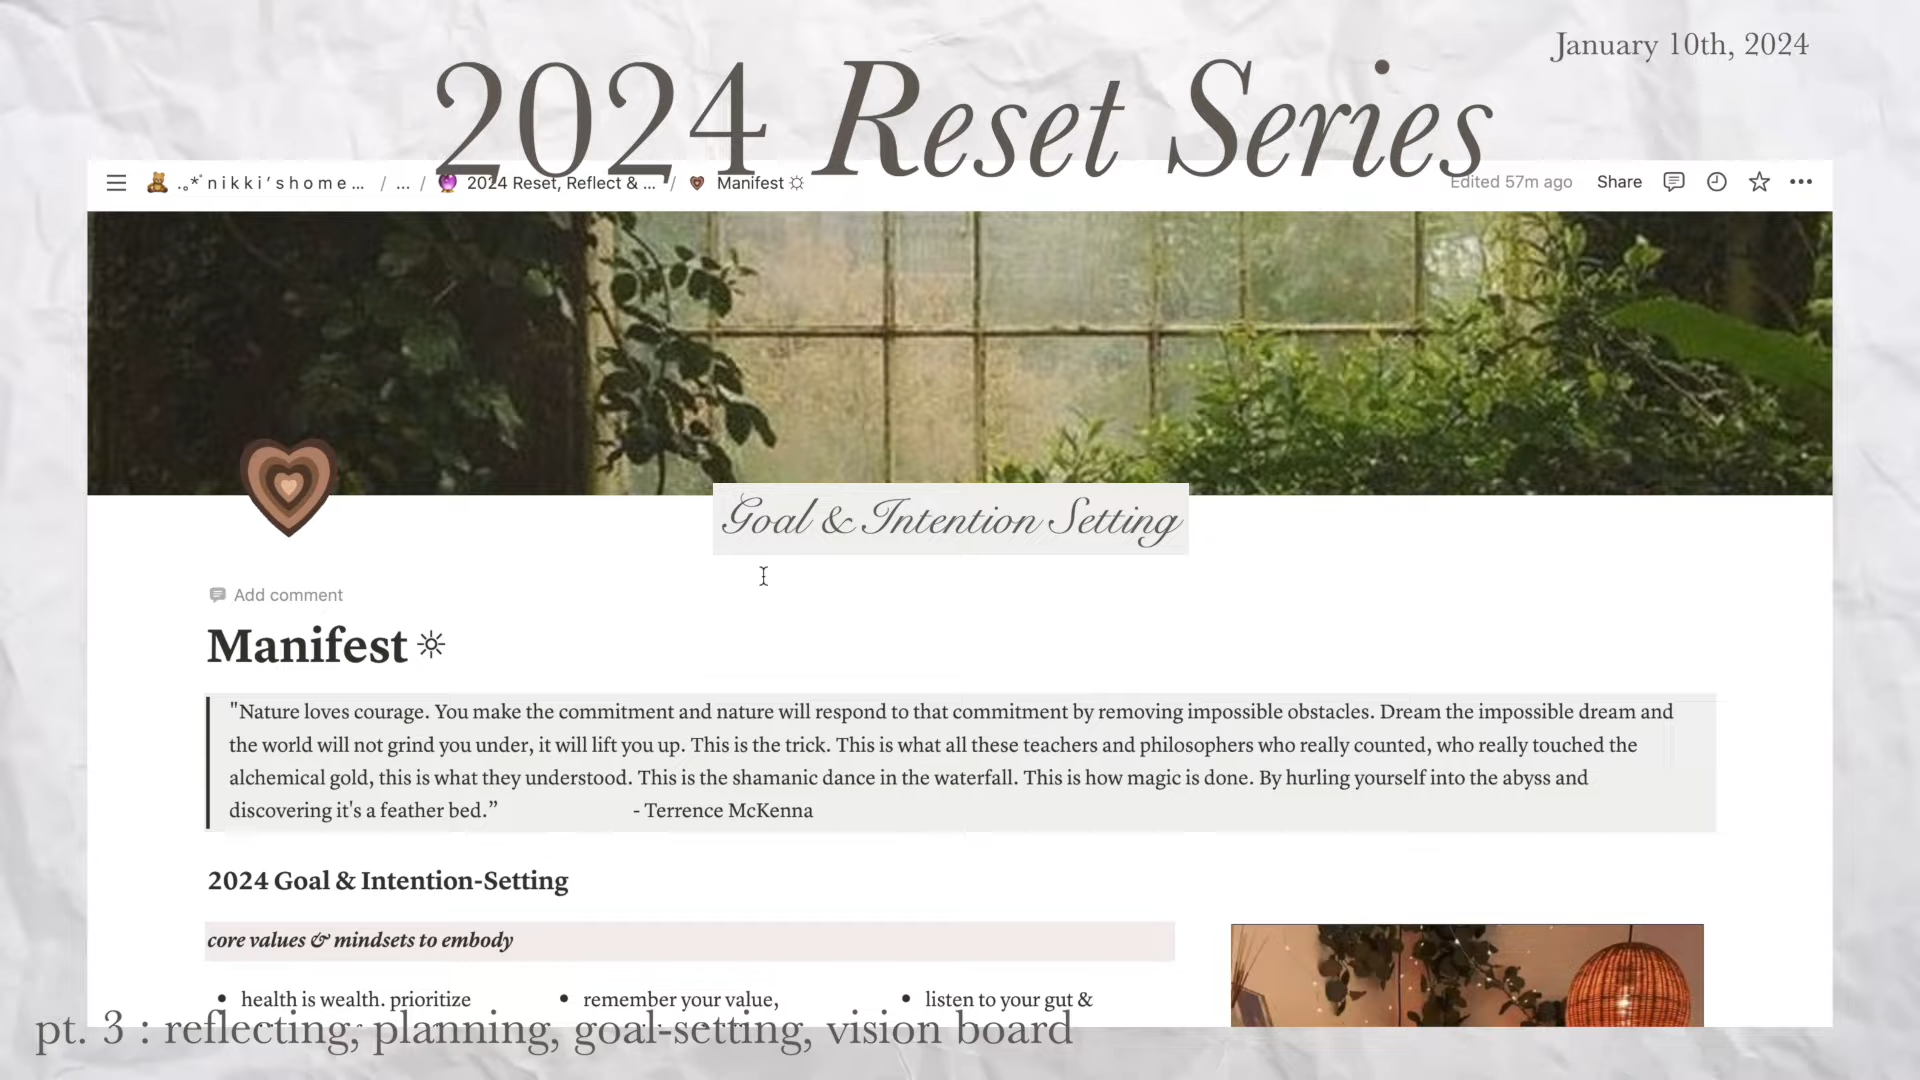 January 10th, 2024
2024 Reset Series
.｡*ﾟn i k k i ’ s h o m e ... / ... / 2024 Reset, Reflect & ... / Manifest ☼ Edited 57m ago Share
Goal & Intention Setting
Add comment
Manifest ☼
"Nature loves courage. You make the commitment and nature will respond to that commitment by removing impossible obstacles. Dream the impossible dream and
the world will not grind you under, it will lift you up. This is the trick. This is what all these teachers and philosophers who really counted, who really touched the
alchemical gold, this is what they understood. This is the shamanic dance in the waterfall. This is how magic is done. By hurling yourself into the abyss and
discovering it's a feather bed.” - Terrence McKenna
2024 Goal & Intention-Setting
core values & mindsets to embody
• health is wealth. prioritize
• remember your value,
• listen to your gut &
pt. 3 : reflecting, planning, goal-setting, vision board